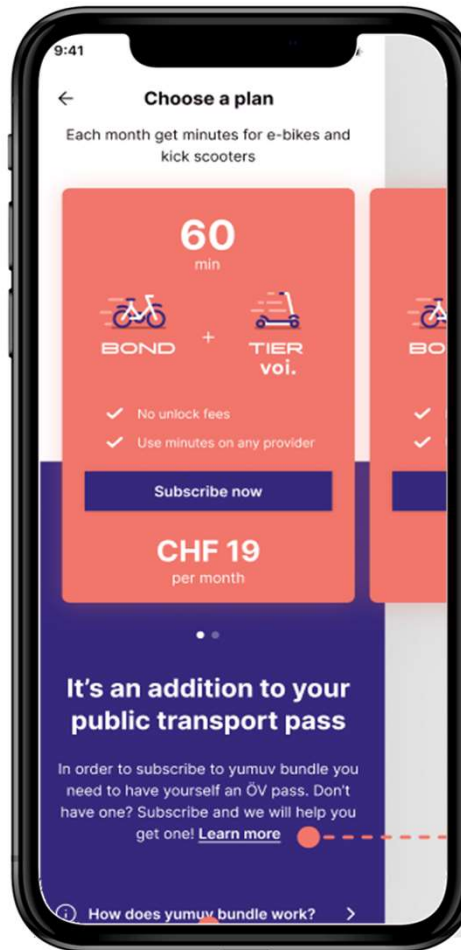 9:41
Choose a plan
Each month get minutes for e-bikes and
kick scooters
60
min
BOND
+
TIER
voi.
No unlock fees
Use minutes on any provider
Subscribe now
CHF 19
per month
BO
It's an addition to your
public transport pass
In order to subscribe to yumuv bundle you
need to have yourself an ÖV pass. Don't
have one? Subscribe and we will help you
get one! Learn more
How does yumuv bundle work?